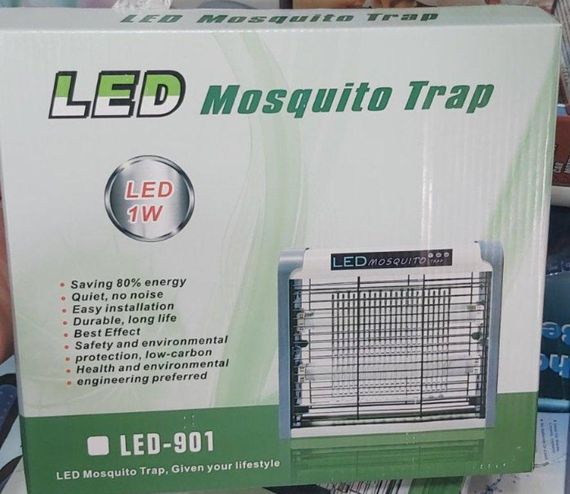 LED Mosquito Trap
LED Mosquito Trap
LED
1W
LED MOSQUITO TRAP
Saving 80% energy
Quiet, no noise
Easy installation
Durable, long life
Best Effect
Safety and environmental
protection, low-carbon
Health and environmental
engineering preferred
LED-901
LED Mosquito Trap, Given your lifestyle